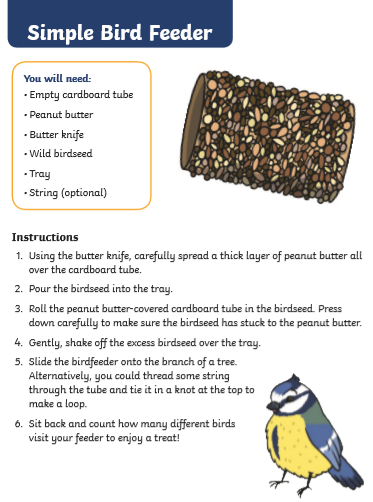 Simple Bird Feeder
You will need:
• Empty cardboard tube
• Peanut butter
• Butter knife
• Wild birdseed
• Tray
• String (optional)
Instructions
1. Using the butter knife, carefully spread a thick layer of peanut butter all
over the cardboard tube.
2. Pour the birdseed into the tray.
3. Roll the peanut butter-covered cardboard tube in the birdseed. Press
down carefully to make sure the birdseed has stuck to the peanut butter.
4. Gently, shake off the excess birdseed over the tray.
5. Slide the birdfeeder onto the branch of a tree.
Alternatively, you could thread some string
through the tube and tie it in a knot at the top to
make a loop.
6. Sit back and count how many different birds
visit your feeder to enjoy a treat!